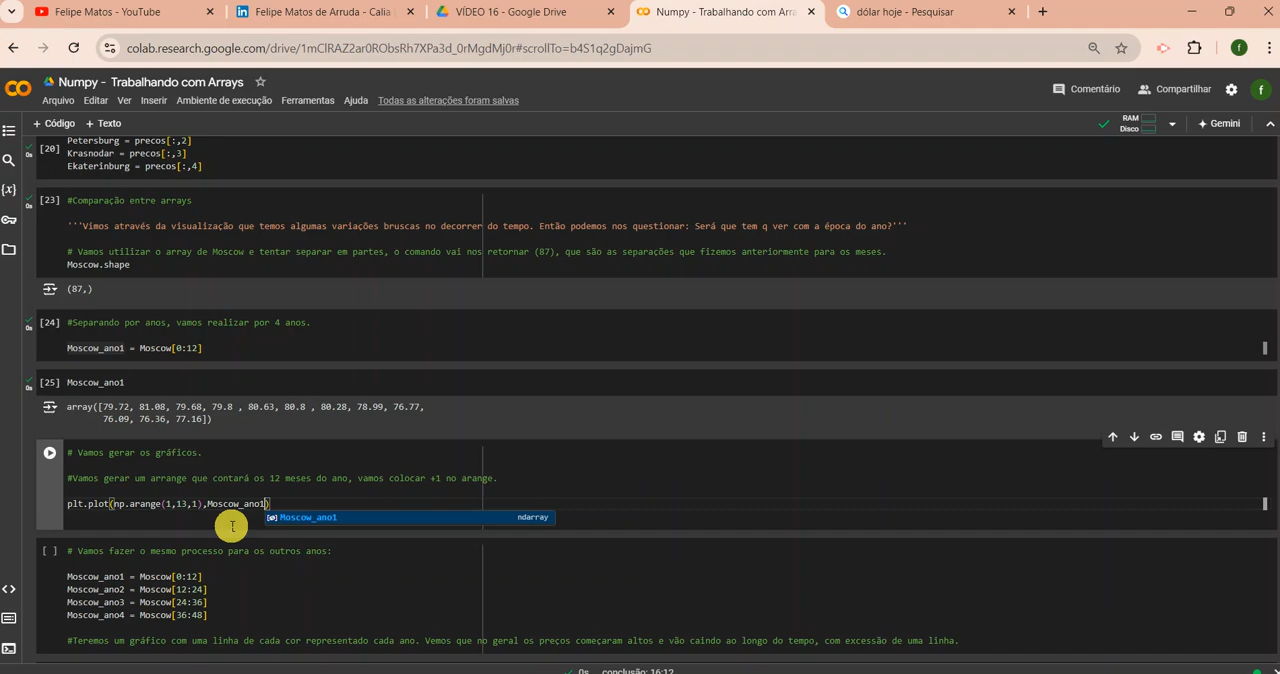 Felipe Matos - YouTube
Felipe Matos de Arruda - Calia
VÍDEO 16 - Google Drive
Numpy - Trabalhando com Arra
dólar hoje - Pesquisar
colab.research.google.com/drive/1mClRAZ2ar0RObsRh7XPa3d_0rMgdMj0r#scrollTo=b4S1q2gDajmG
f
CO
Numpy - Trabalhando com Arrays
Arquivo Editar Ver Inserir Ambiente de execução Ferramentas Ajuda Todas as alterações foram salvas
Comentário
Compartilhar
f
+ Código + Texto
RAM
Disco
Gemini
Petersburg = precos[:,2]
[20]
0s
Krasnodar = precos[:,3]
Ekaterinburg = precos[:,4]
[23] #Comparação entre arrays
0s
'''Vimos através da visualização que temos algumas variações bruscas no decorrer do tempo. Então podemos nos questionar: Será que tem q ver com a época do ano?'''
# Vamos utilizar o array de Moscow e tentar separar em partes, o comando vai nos retornar (87), que são as separações que fizemos anteriormente para os meses.
Moscow.shape
(87,)
[24] #Separando por anos, vamos realizar por 4 anos.
0s
Moscow_ano1 = Moscow[0:12]
[25] Moscow_ano1
0s
array([79.72, 81.08, 79.68, 79.8 , 80.63, 80.8 , 80.28, 78.99, 76.77,
76.09, 76.36, 77.16])
# Vamos gerar os gráficos.
#Vamos gerar um arrange que contará os 12 meses do ano, vamos colocar +1 no arange.
plt.plot(np.arange(1,13,1),Moscow_ano1)
Moscow_ano1 ndarray
[ ] # Vamos fazer o mesmo processo para os outros anos:
Moscow_ano1 = Moscow[0:12]
Moscow_ano2 = Moscow[12:24]
Moscow_ano3 = Moscow[24:36]
Moscow_ano4 = Moscow[36:48]
#Teremos um gráfico com uma linha de cada cor representado cada ano. Vemos que no geral os preços começaram altos e vão caindo ao longo do tempo, com excessão de uma linha.
0s conclusão: 16:12